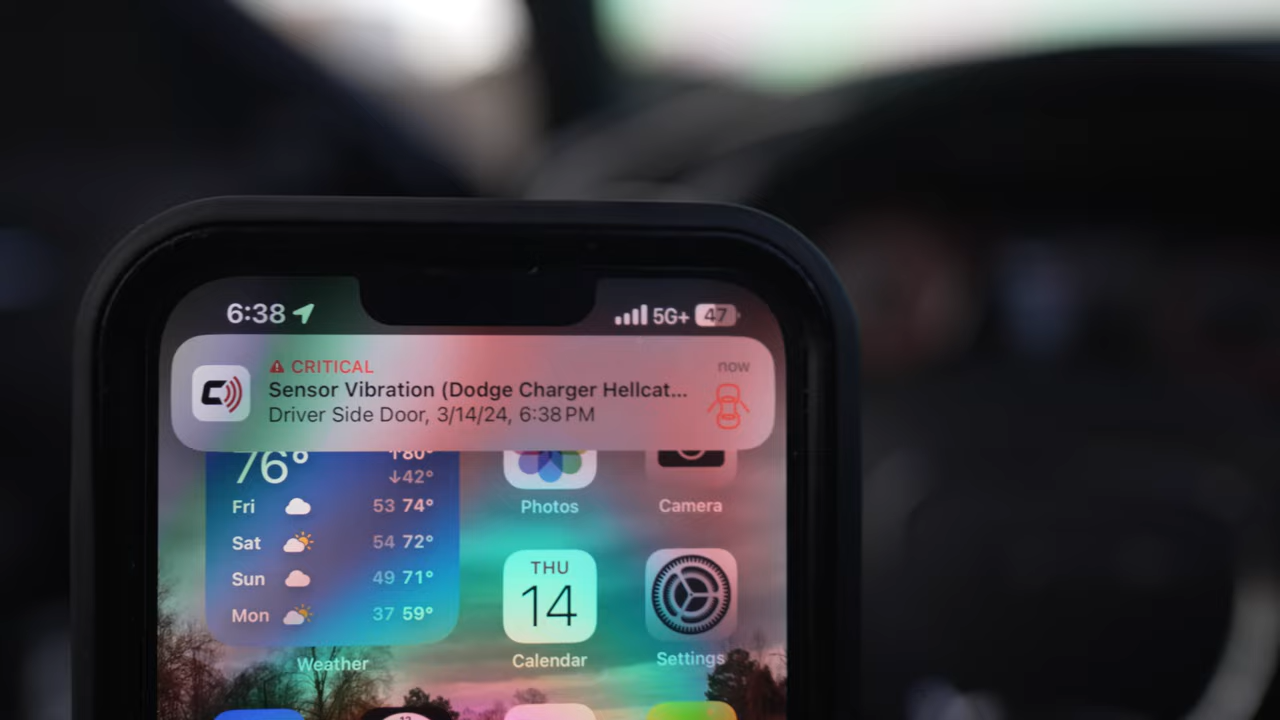 6:38 5G+ 47
CRITICAL now
Sensor Vibration (Dodge Charger Hellcat...
Driver Side Door, 3/14/24, 6:38 PM
76° ↑80°
↓42°
Fri 53 74°
Sat 54 72°
Sun 49 71°
Mon 37 59°
Weather
Photos
Camera
THU
14
Calendar
Settings
12